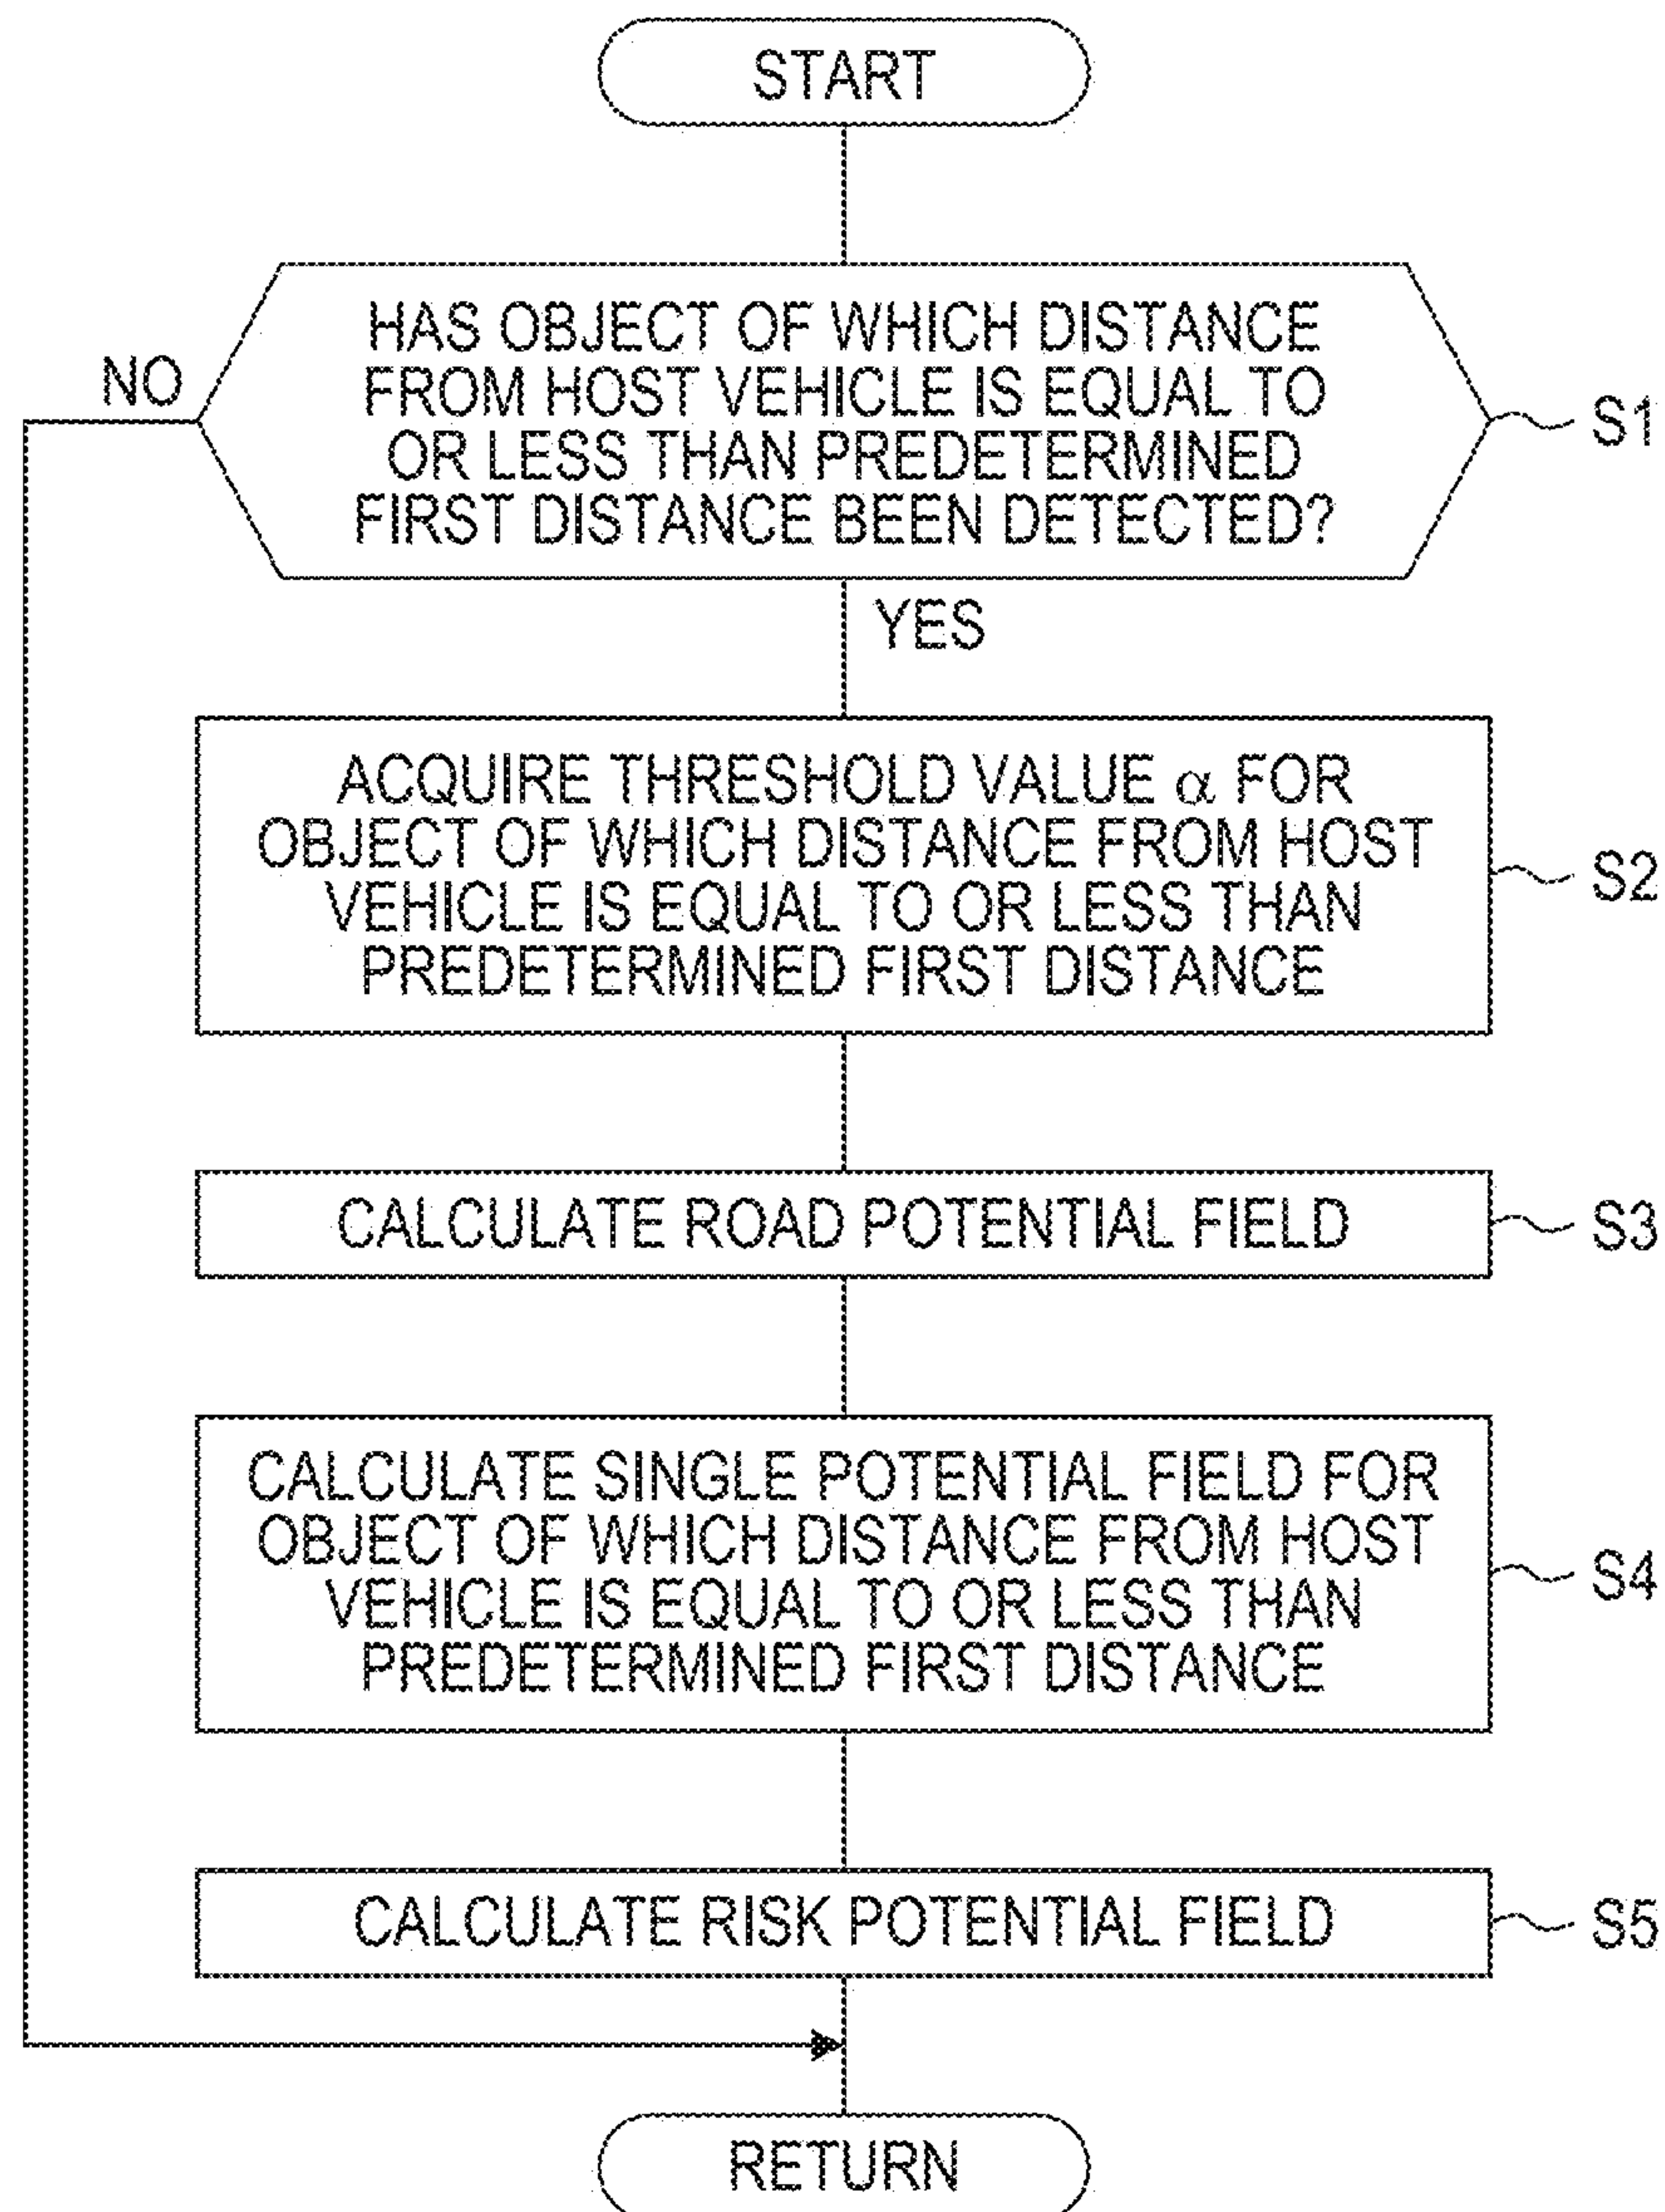 START
HAS OBJECT OF WHICH DISTANCE
FROM HOST VEHICLE IS EQUAL TO
OR LESS THAN PREDETERMINED
FIRST DISTANCE BEEN DETECTED?
NO
S1
YES
ACQUIRE THRESHOLD VALUE α FOR
OBJECT OF WHICH DISTANCE FROM HOST
VEHICLE IS EQUAL TO OR LESS THAN
PREDETERMINED FIRST DISTANCE
S2
CALCULATE ROAD POTENTIAL FIELD
S3
CALCULATE SINGLE POTENTIAL FIELD FOR
OBJECT OF WHICH DISTANCE FROM HOST
VEHICLE IS EQUAL TO OR LESS THAN
PREDETERMINED FIRST DISTANCE
S4
CALCULATE RISK POTENTIAL FIELD
S5
RETURN